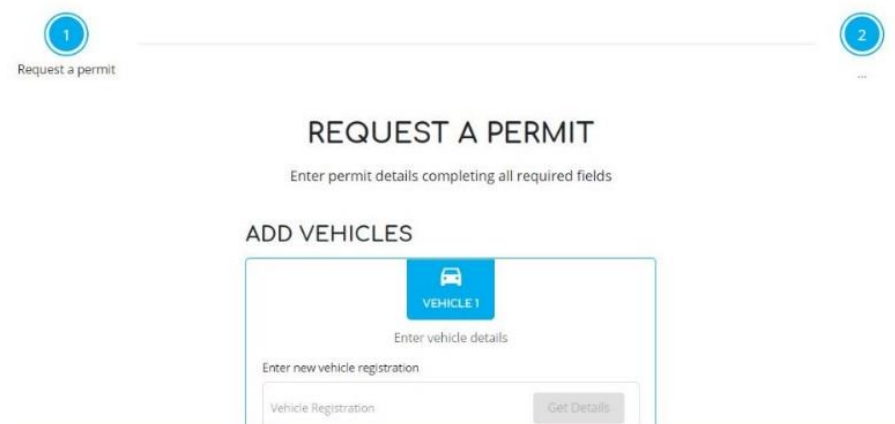 1
2
Request a permit
...
REQUEST A PERMIT
Enter permit details completing all required fields
ADD VEHICLES
VEHICLE 1
Enter vehicle details
Enter new vehicle registration
Vehicle Registration
Get Details